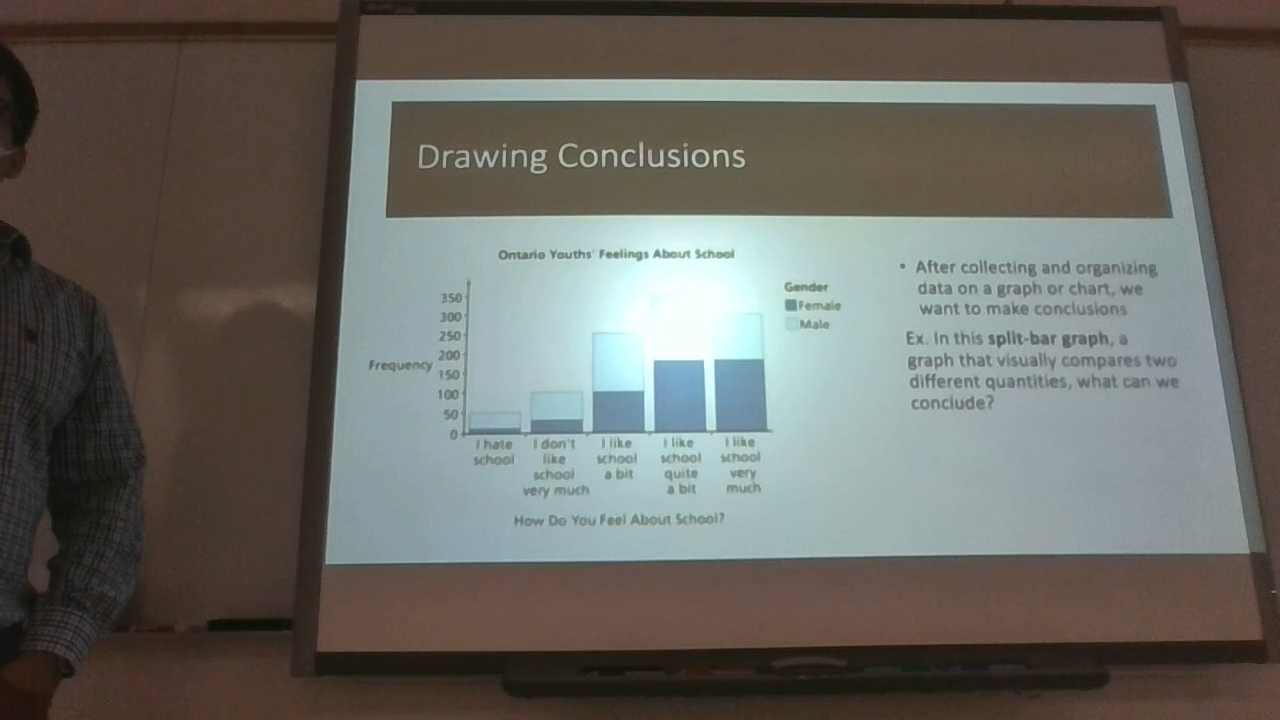 Drawing Conclusions
Ontario Youths' Feelings About School
350
300
250
200
150
100
50
0
Frequency
I hate
school
I don't
like
school
very much
I like
school
a bit
I like
school
quite
a bit
I like
school
very
much
How Do You Feel About School?
Gender
Female
Male
• After collecting and organizing
data on a graph or chart, we
want to make conclusions
Ex. In this split-bar graph, a
graph that visually compares two
different quantities, what can we
conclude?